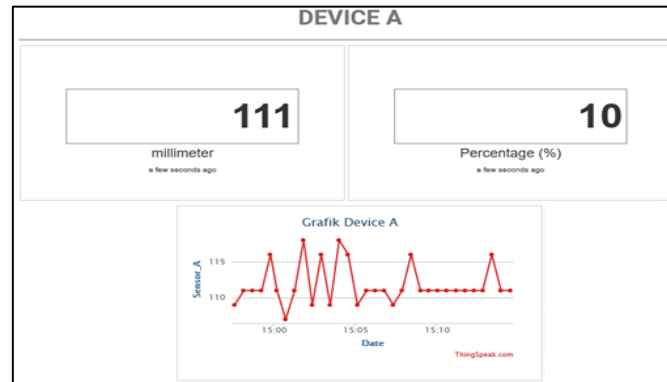 DEVICE A
111
millimeter
a few seconds ago
10
Percentage (%)
a few seconds ago
Grafik Device A
Sensor_A
115
110
15:00
15:05
15:10
Date
ThingSpeak.com